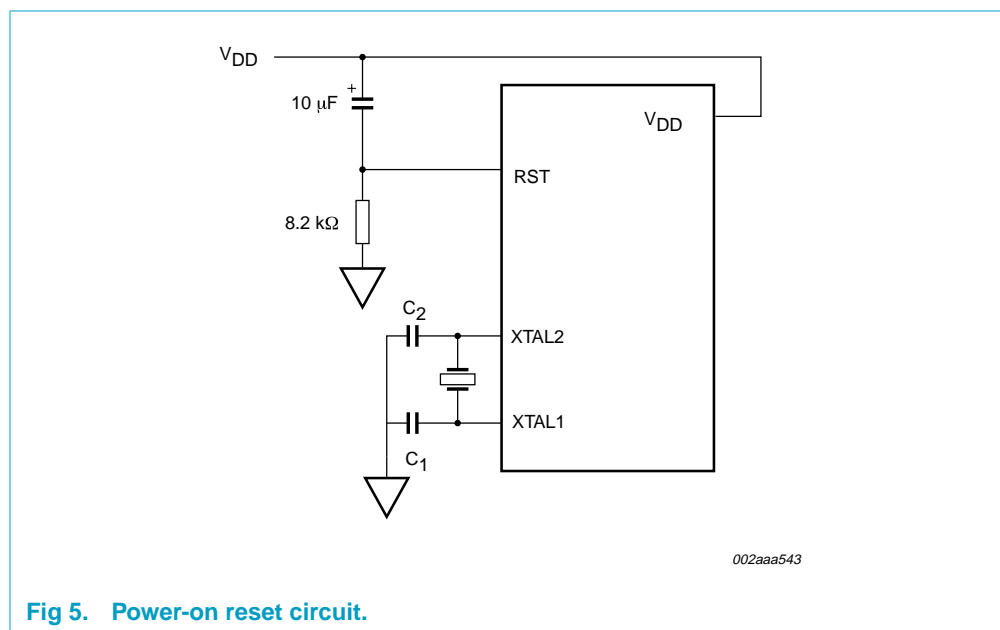 VDD
10 μF
+
VDD
RST
8.2 kΩ
C2
XTAL2
XTAL1
C1
002aaa543
Fig 5. Power-on reset circuit.